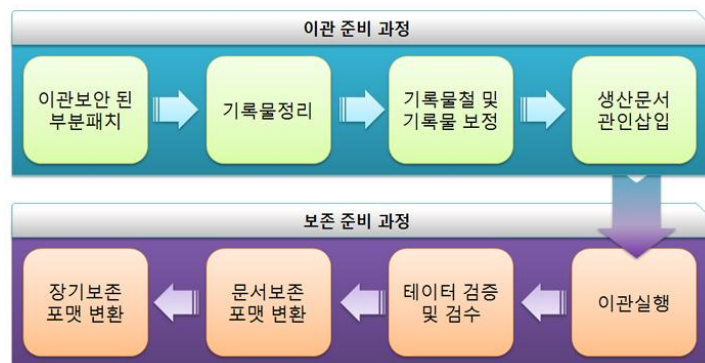 이관 준비 과정
이관보안 된
부분패치
기록물정리
기록물철 및
기록물 보정
생산문서
관인삽입
보존 준비 과정
장기보존
포맷 변환
문서보존
포맷 변환
테이터 검증
및 검수
이관실행